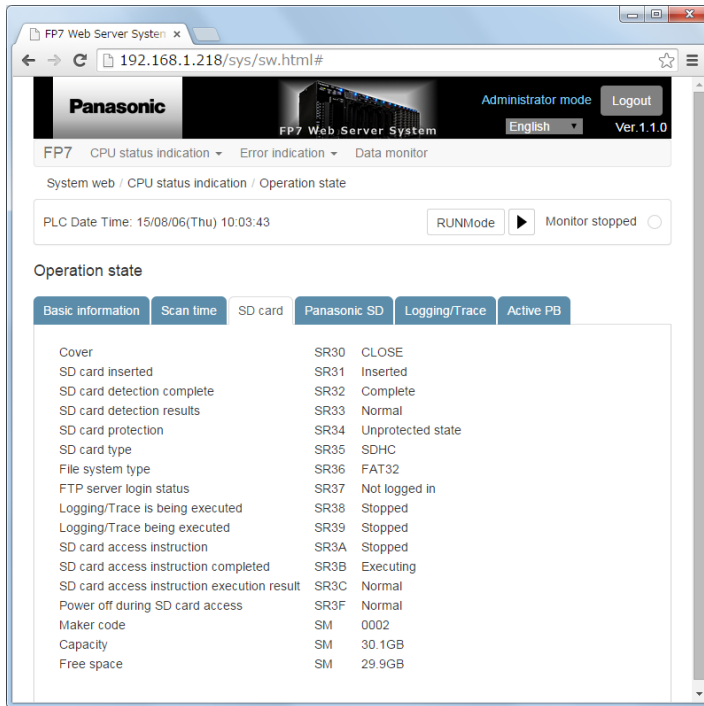 FP7 Web Server System ×
192.168.1.218/sys/sw.html#
Panasonic
FP7 Web Server System
Administrator mode Logout
English Ver.1.1.0
FP7 CPU status indication Error indication Data monitor
System web / CPU status indication / Operation state
PLC Date Time: 15/08/06(Thu) 10:03:43 RUNMode Monitor stopped
Operation state
Basic information Scan time SD card Panasonic SD Logging/Trace Active PB
Cover SR30 CLOSE
SD card inserted SR31 Inserted
SD card detection complete SR32 Complete
SD card detection results SR33 Normal
SD card protection SR34 Unprotected state
SD card type SR35 SDHC
File system type SR36 FAT32
FTP server login status SR37 Not logged in
Logging/Trace is being executed SR38 Stopped
Logging/Trace being executed SR39 Stopped
SD card access instruction SR3A Stopped
SD card access instruction completed SR3B Executing
SD card access instruction execution result SR3C Normal
Power off during SD card access SR3F Normal
Maker code SM 0002
Capacity SM 30.1GB
Free space SM 29.9GB